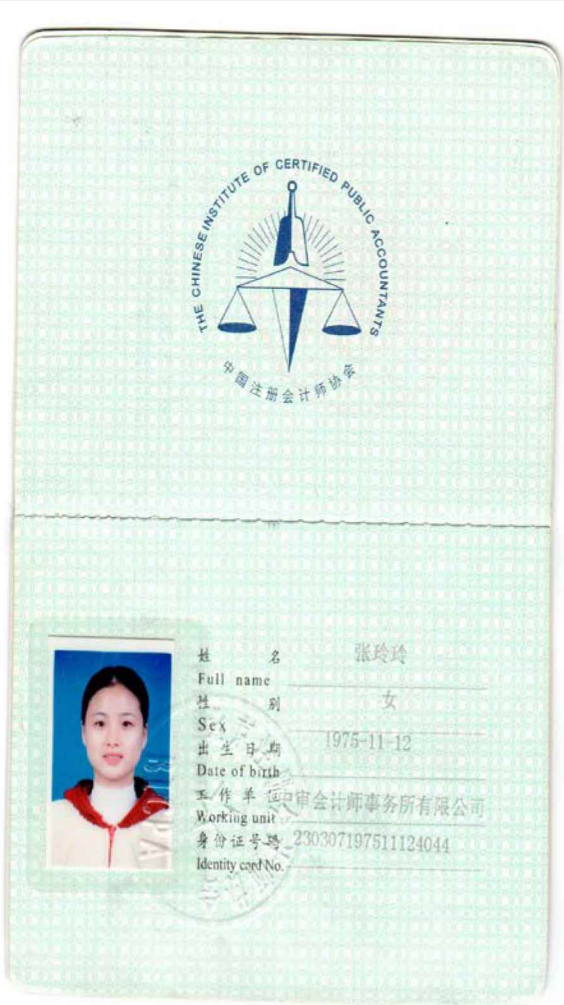 THE CHINESE INSTITUTE OF CERTIFIED PUBLIC ACCOUNTANTS
中国注册会计师协会
姓 名 张玲玲
Full name
性 别 女
Sex
出生日期 1975-11-12
Date of birth
工作单位 中审会计师事务所有限公司
Working unit
身份证号码 230307197511124044
Identity card No.